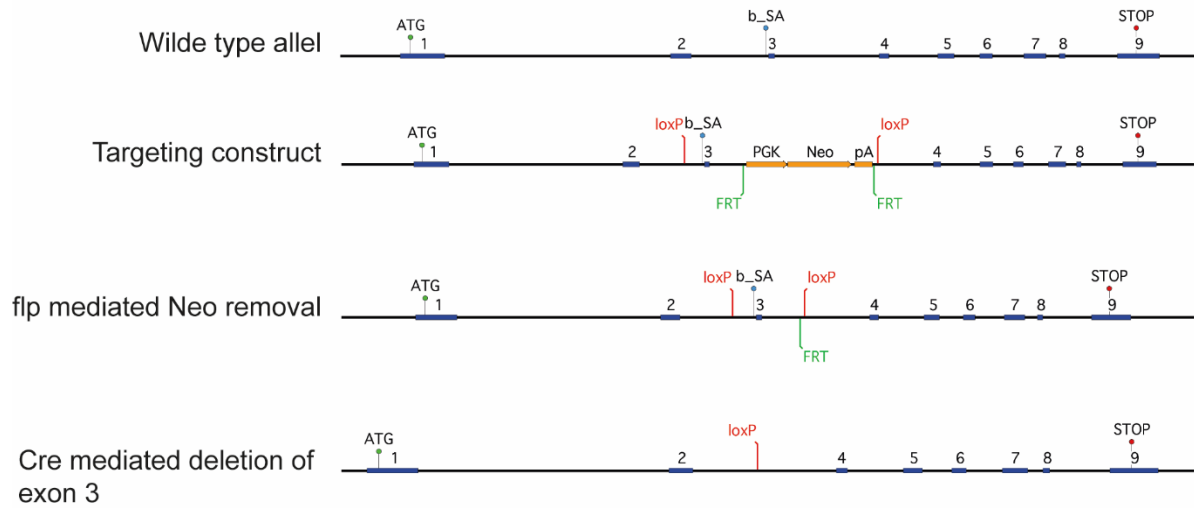 b_SA
ATG STOP
Wilde type allel 1 2 3 4 5 6 7 8 9
loxP b_SA loxP
ATG STOP
Targeting construct 1 2 3 PGK Neo pA 4 5 6 7 8 9
FRT FRT
loxP b_SA loxP
ATG STOP
flp mediated Neo removal 1 2 3 4 5 6 7 8 9
FRT
loxP
ATG STOP
Cre mediated deletion of 1 2 4 5 6 7 8 9
exon 3